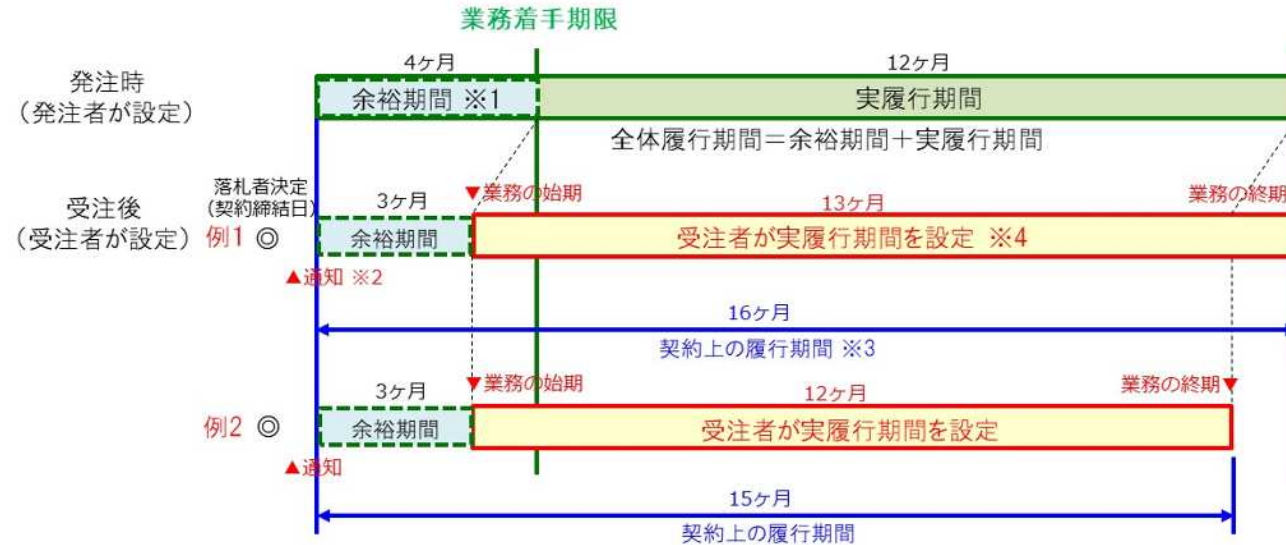 業務着手期限
4ヶ月
12ヶ月
発注時
(発注者が設定)
余裕期間 ※1
実履行期間
全体履行期間=余裕期間+実履行期間
落札者決定
(契約締結日)
3ヶ月
▼業務の始期
13ヶ月
業務の終期
受注後
(受注者が設定)
例1 ◎
余裕期間
受注者が実履行期間を設定 ※4
▲通知 ※2
16ヶ月
契約上の履行期間 ※3
3ヶ月
▼業務の始期
12ヶ月
業務の終期▼
例2 ◎
余裕期間
受注者が実履行期間を設定
▲通知
15ヶ月
契約上の履行期間